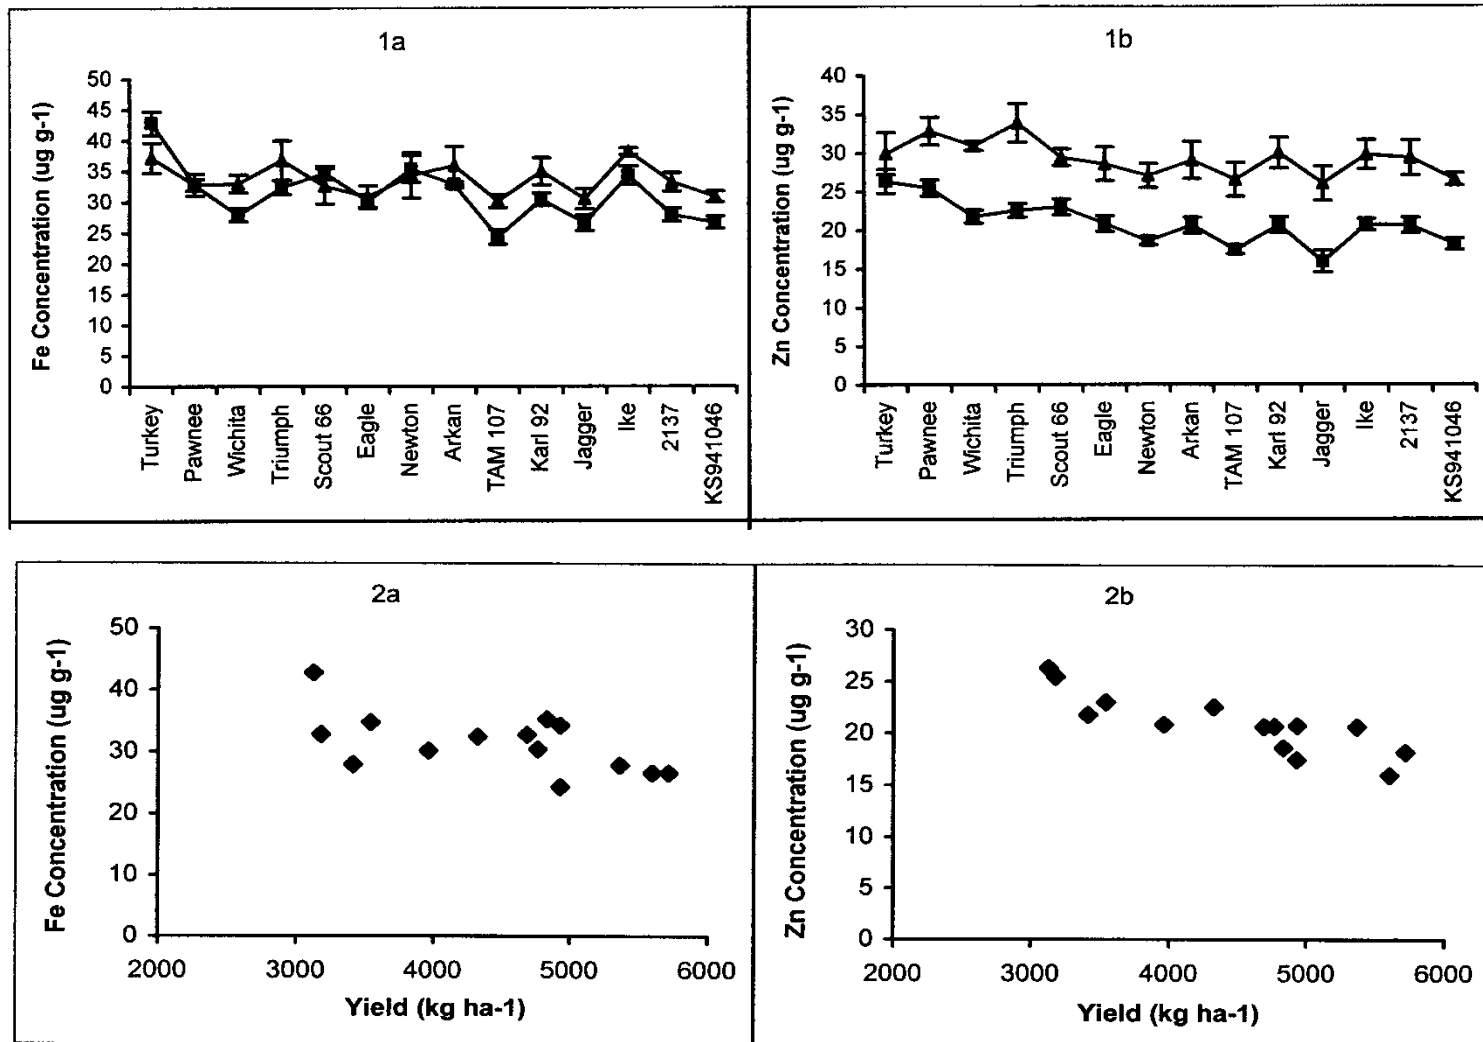 1a
Fe Concentration (ug g-1)
50
45
40
35
30
25
20
15
10
5
0
Turkey
Pawnee
Wichita
Triumph
Scout 66
Eagle
Newton
Arkan
TAM 107
Karl 92
Jagger
Ike
2137
KS941046
1b
Zn Concentration (ug g-1)
40
35
30
25
20
15
10
5
0
Turkey
Pawnee
Wichita
Triumph
Scout 66
Eagle
Newton
Arkan
TAM 107
Karl 92
Jagger
Ike
2137
KS941046
2a
Fe Concentration (ug g-1)
50
40
30
20
10
0
2000 3000 4000 5000 6000
Yield (kg ha-1)
2b
Zn Concentration (ug g-1)
30
25
20
15
10
5
0
2000 3000 4000 5000 6000
Yield (kg ha-1)